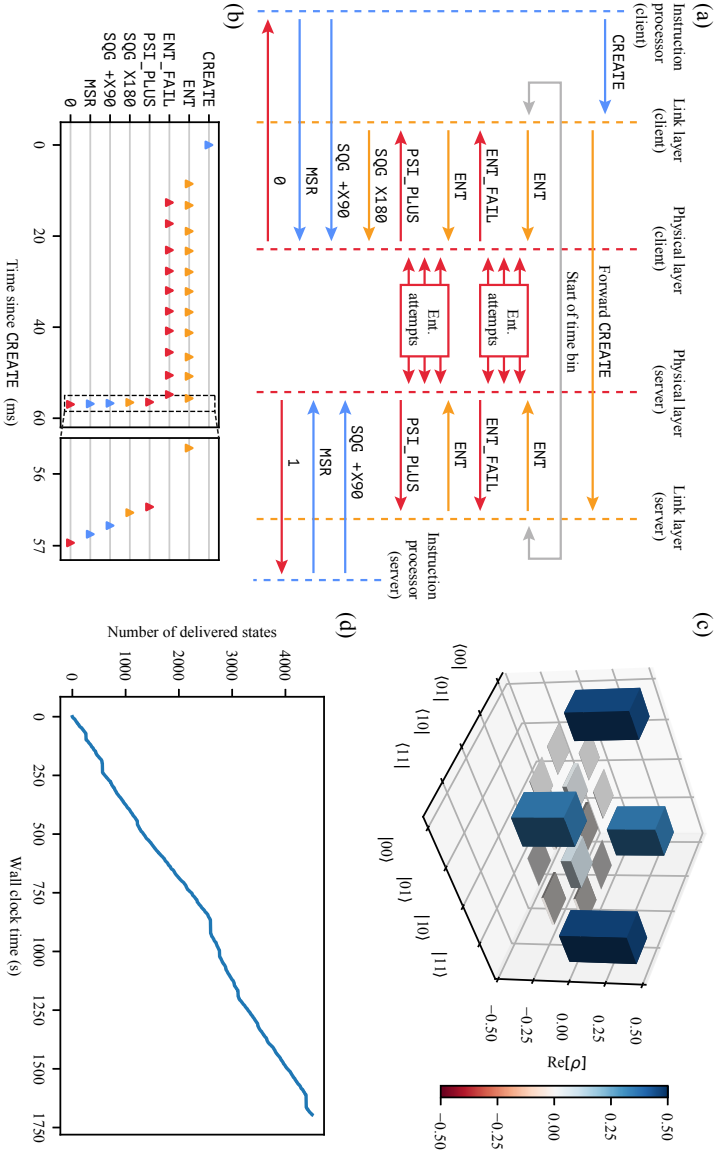 (a)
Instruction
processor
(client)
Link layer
(client)
Physical layer
(client)
Physical layer
(server)
Link layer
(server)
CREATE
Forward CREATE
Start of time bin
ENT
ENT
ENT_FAIL
Ent.
attempts
ENT_FAIL
ENT
ENT
PSI_PLUS
Ent.
attempts
PSI_PLUS
SQG X180
SQG +X90
SQG +X90
Instruction
processor
(server)
MSR
MSR
0
1
(b)
CREATE
ENT
ENT_FAIL
PSI_PLUS
SQG X180
SQG +X90
MSR
0
0
20
40
60
56
57
Time since CREATE (ms)
(c)
⟨00|
⟨01|
⟨10|
⟨11|
|00⟩
|01⟩
|10⟩
|11⟩
0.50
0.25
0.00
−0.25
−0.50
Re[ρ]
0.50
0.25
0.00
−0.25
−0.50
(d)
Number of delivered states
4000
3000
2000
1000
0
0
250
500
750
1000
1250
1500
1750
Wall clock time (s)